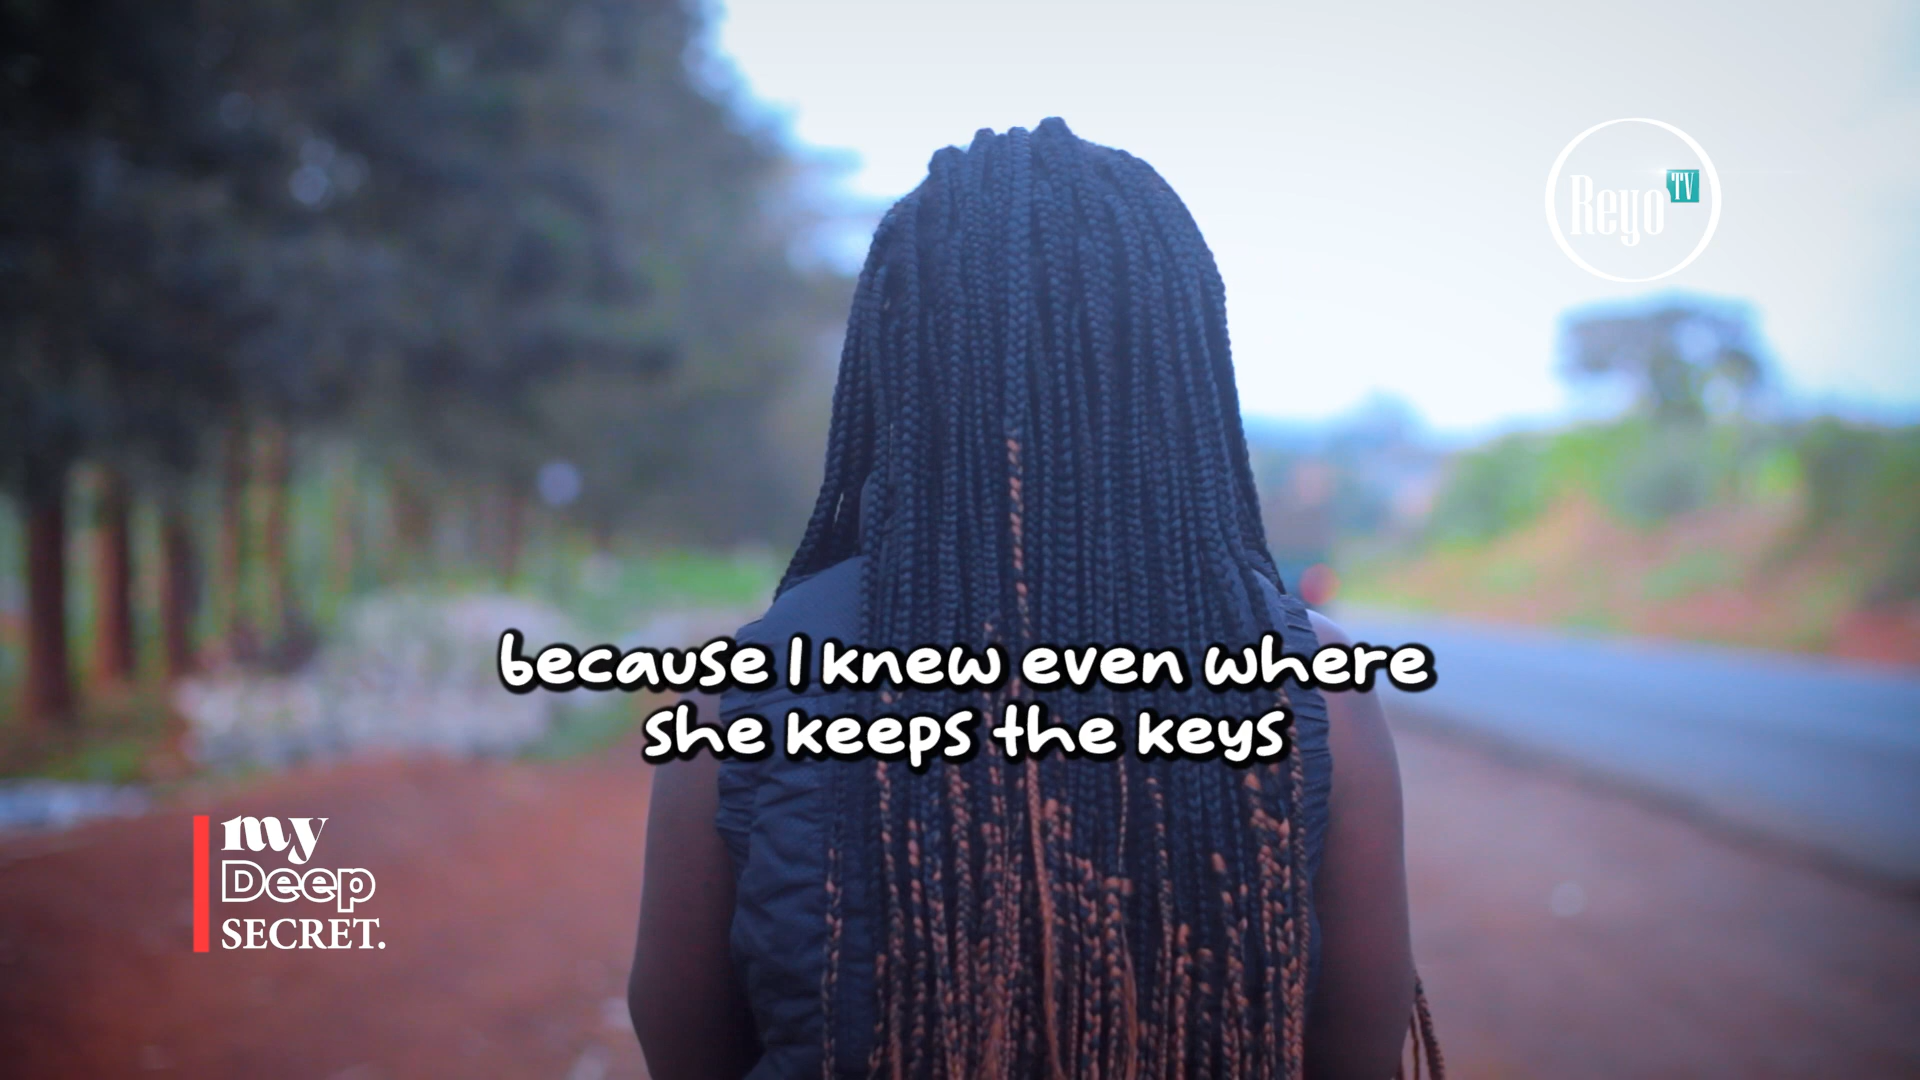 Reyo TV
because I knew even where
she keeps the keys
my
Deep
SECRET.